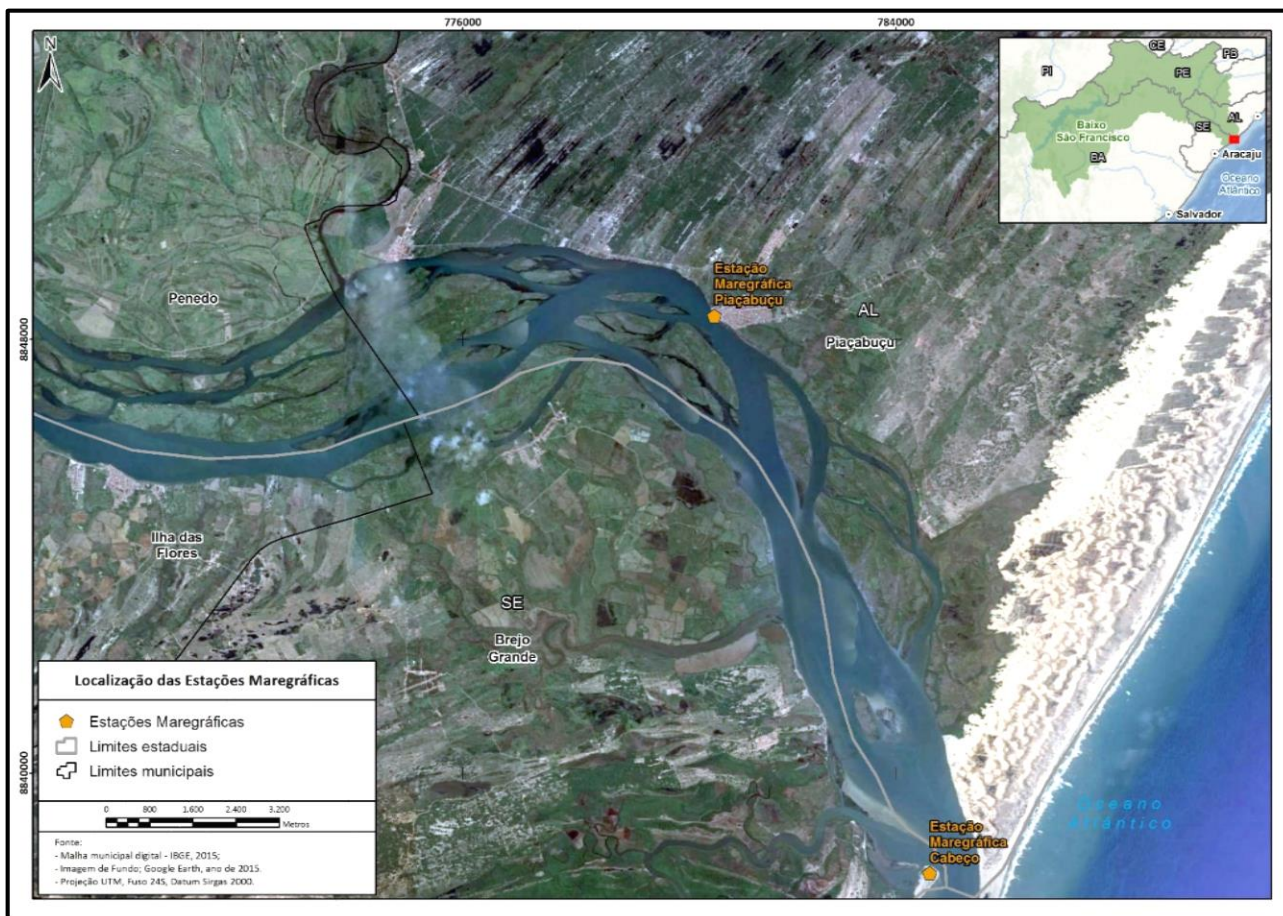 776000
784000
N
CE
PB
PI
PE
AL
Baixo
São Francisco
SE
BA
Aracaju
Oceano
Atlântico
Salvador
Estação
Maregráfica
Piaçabuçu
Penedo
AL
Piaçabuçu
8848000
Ilha das
Flores
SE
Brejo
Grande
8840000
Oceano
Atlântico
Estação
Maregráfica
Cabeço
Localização das Estações Maregráficas
Estações Maregráficas
Limites estaduais
Limites municipais
0 800 1.600 2.400 3.200
Metros
Fonte:
- Malha municipal digital - IBGE, 2015;
- Imagem de Fundo; Google Earth, ano de 2015.
- Projeção UTM, Fuso 24S, Datum Sirgas 2000.